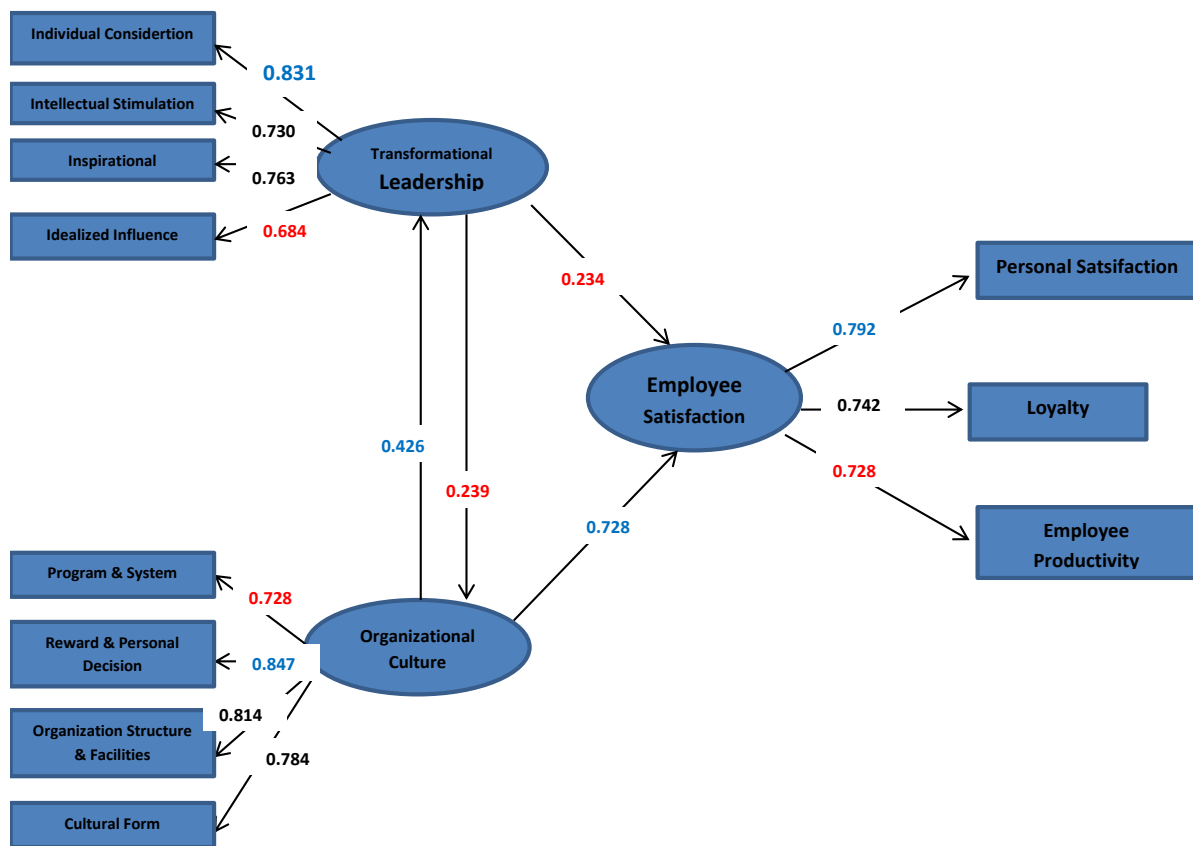 Individual Considertion
0.831
Intellectual Stimulation
0.730
Inspirational
0.763
Idealized Influence
0.684
Transformational
Leadership
0.234
Personal Satsifaction
0.792
Employee
Satisfaction
0.742
Loyalty
0.426
0.239
0.728
0.728
Employee
Productivity
Program & System
0.728
Reward & Personal
Decision
0.847
Organizational
Culture
Organization Structure
& Facilities
0.814
0.784
Cultural Form